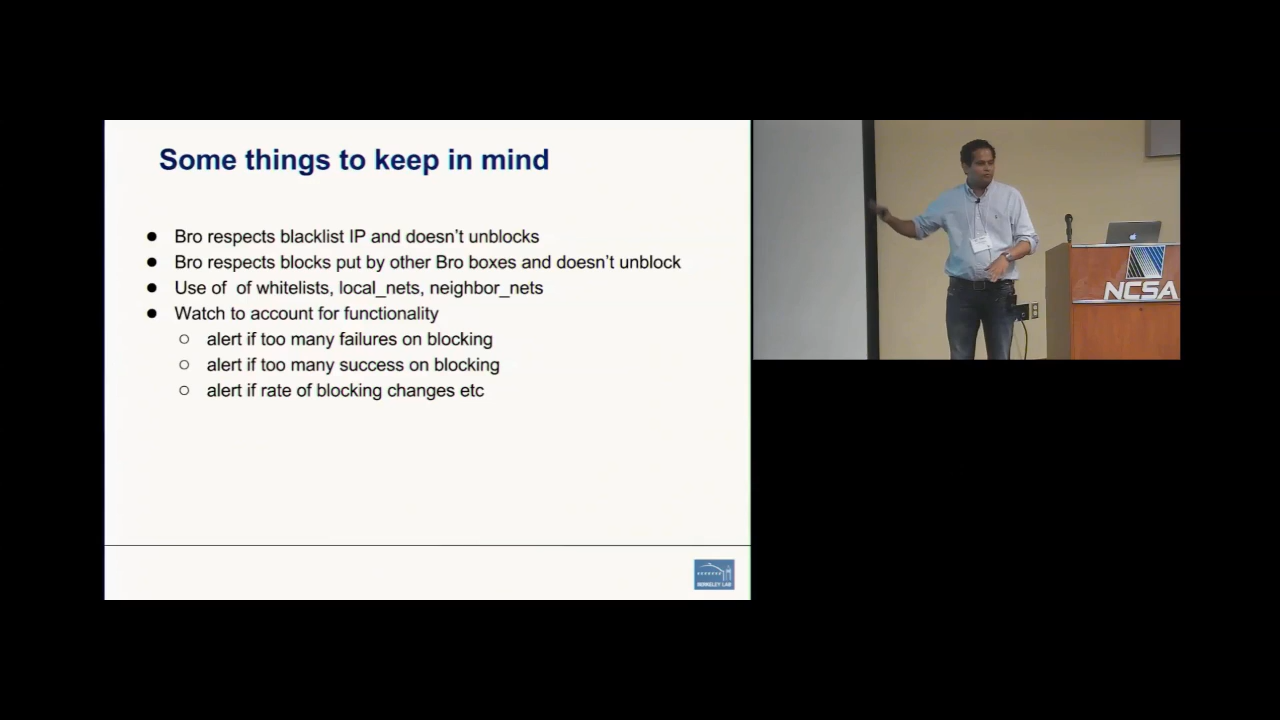 Some things to keep in mind
● Bro respects blacklist IP and doesn't unblocks
● Bro respects blocks put by other Bro boxes and doesn't unblock
● Use of  of whitelists, local_nets, neighbor_nets
● Watch to account for functionality
○ alert if too many failures on blocking
○ alert if too many success on blocking
○ alert if rate of blocking changes etc
BERKELEY LAB
NCSA